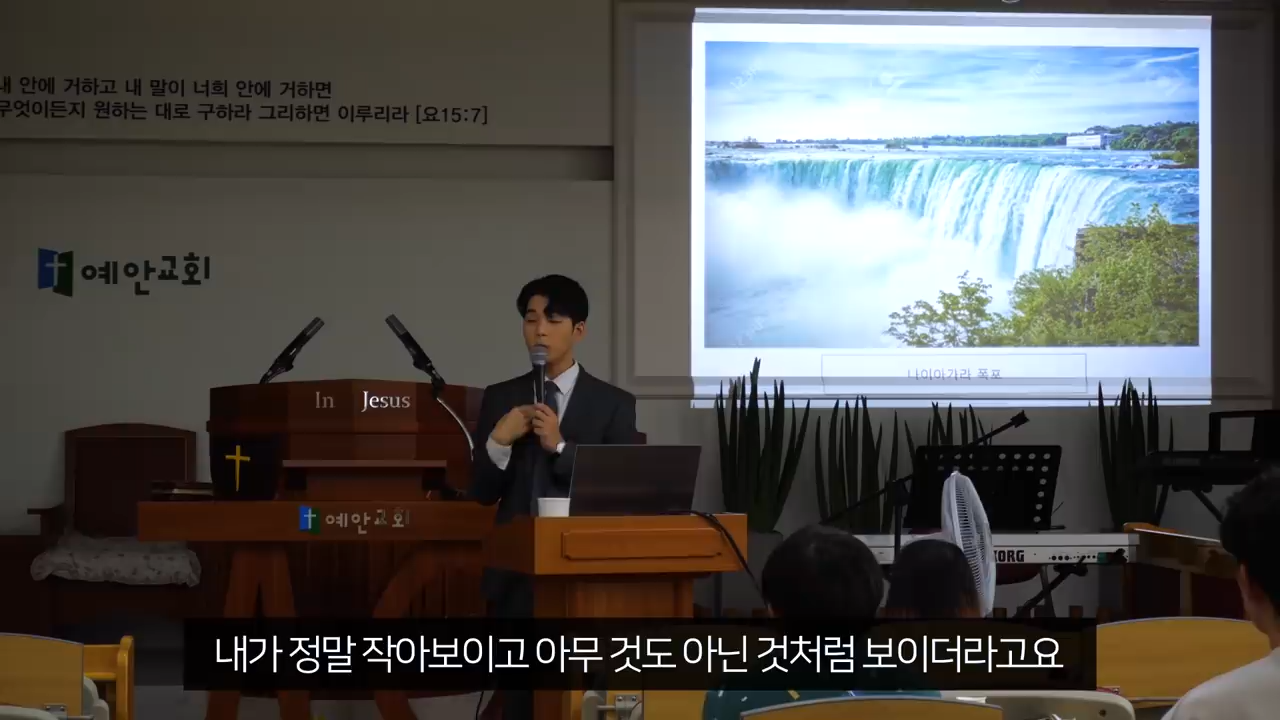 내 안에 거하고 내 말이 너희 안에 거하면
무엇이든지 원하는 대로 구하라 그리하면 이루리라 [요15:7]
예안교회
In Jesus
예안교회
나이아가라 폭포
KORG
내가 정말 작아보이고 아무 것도 아닌 것처럼 보이더라고요